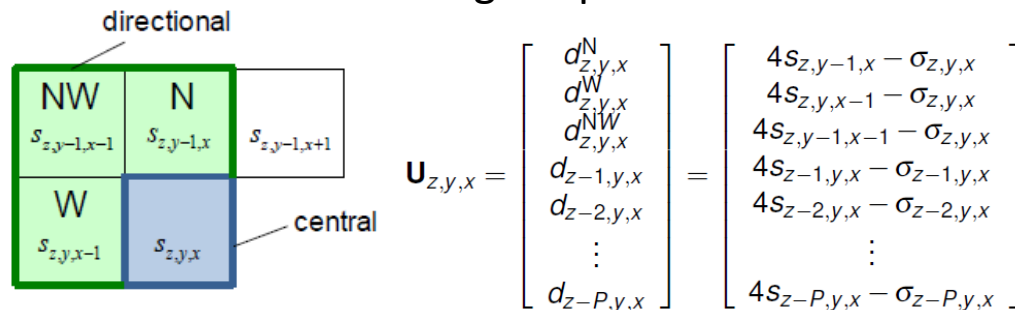 directional
NW N
s_{z,y−1,x−1} s_{z,y−1,x} s_{z,y−1,x+1}
W
s_{z,y,x−1} s_{z,y,x}
central
U_{z,y,x} = [ d^N_{z,y,x} ] = [ 4s_{z,y−1,x} − σ_{z,y,x} ]
[ d^W_{z,y,x} ] [ 4s_{z,y,x−1} − σ_{z,y,x} ]
[ d^{NW}_{z,y,x} ] [ 4s_{z,y−1,x−1} − σ_{z,y,x} ]
[ d_{z−1,y,x} ] [ 4s_{z−1,y,x} − σ_{z−1,y,x} ]
[ d_{z−2,y,x} ] [ 4s_{z−2,y,x} − σ_{z−2,y,x} ]
[ ⋮ ] [ ⋮ ]
[ d_{z−P,y,x} ] [ 4s_{z−P,y,x} − σ_{z−P,y,x} ]